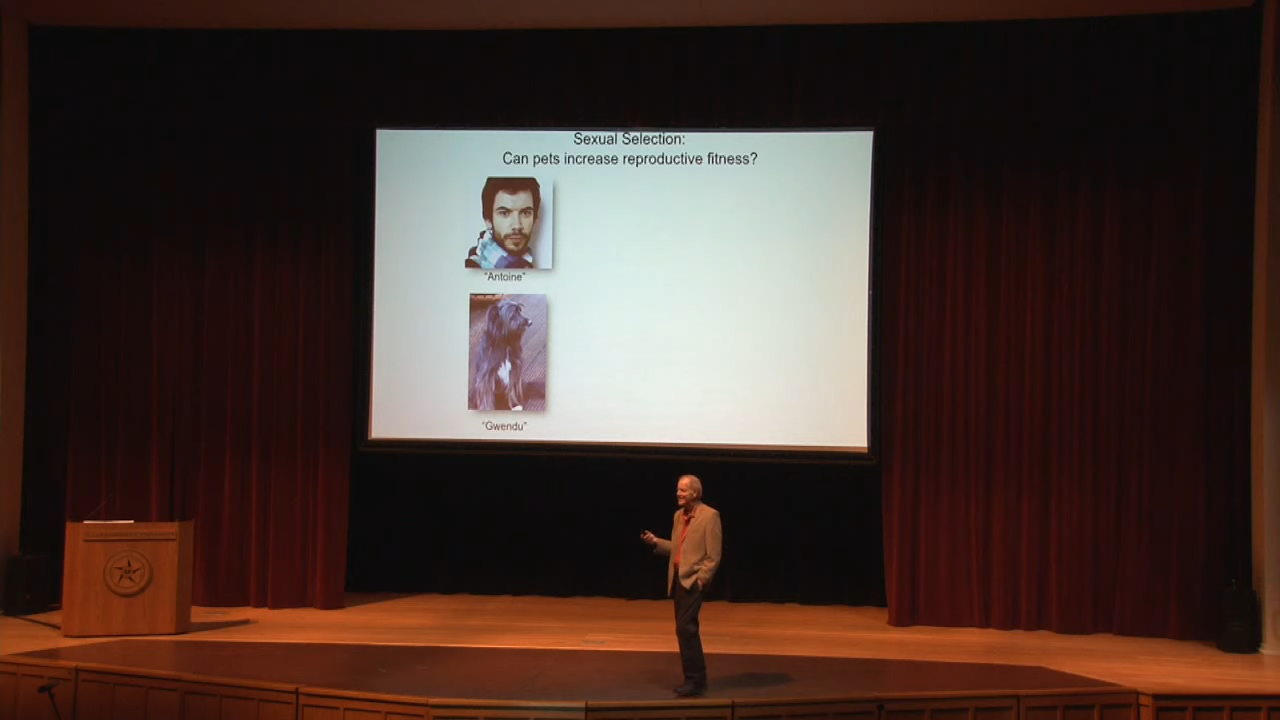 Sexual Selection:
Can pets increase reproductive fitness?
"Antoine"
"Gwendu"